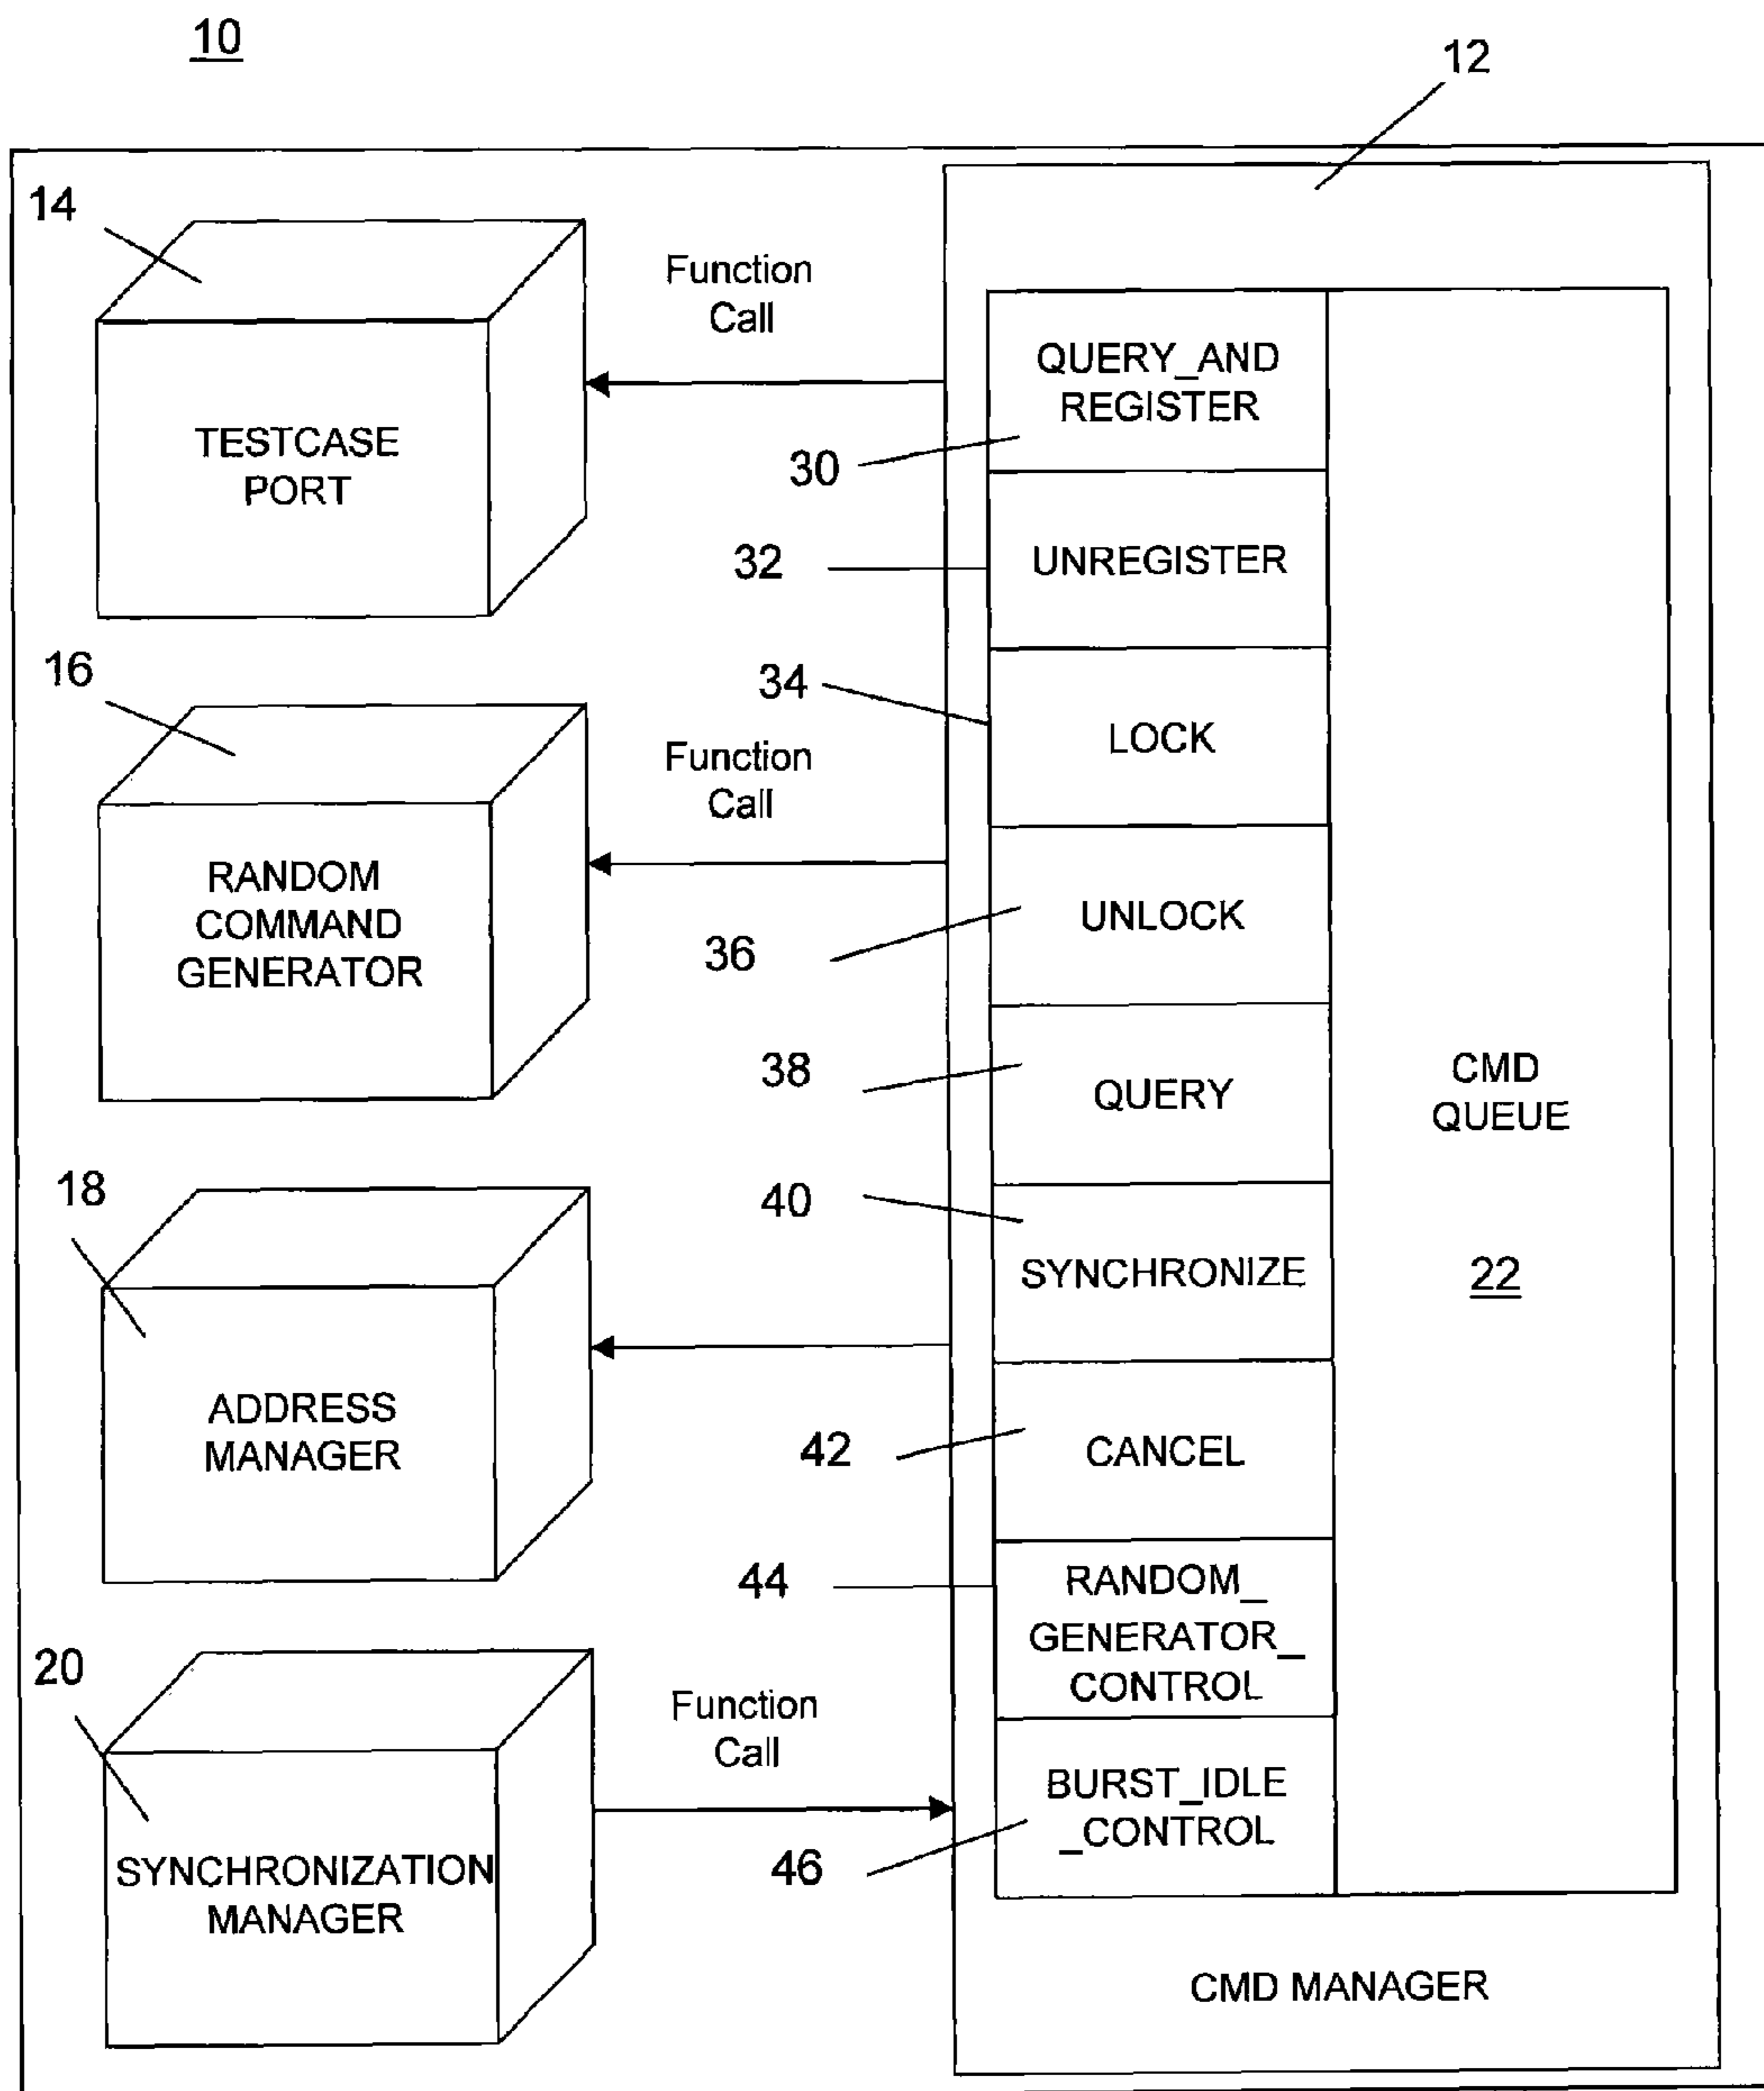 10
12
14
Function
Call
TESTCASE
PORT
QUERY_AND
REGISTER
30
32
UNREGISTER
16
34
LOCK
Function
Call
RANDOM
COMMAND
GENERATOR
36
UNLOCK
38
QUERY
CMD
QUEUE
22
18
40
SYNCHRONIZE
ADDRESS
MANAGER
42
CANCEL
44
RANDOM_
GENERATOR_
CONTROL
20
Function
Call
SYNCHRONIZATION
MANAGER
BURST_IDLE
_CONTROL
46
CMD MANAGER